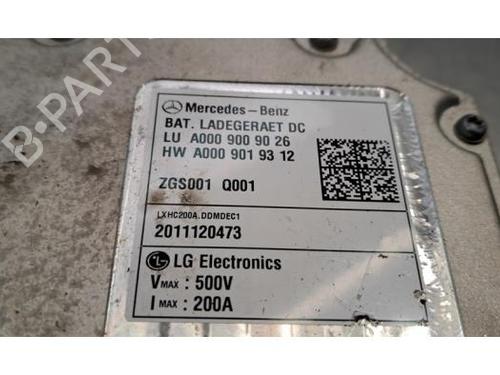 B-PARTS
Mercedes-Benz
BAT. LADEGERAET DC
LU A000 900 90 26
HW A000 901 93 12
ZGS001 Q001
LXHC200A.DDMDEC1
2011120473
LG Electronics
VMAX : 500V
IMAX : 200A